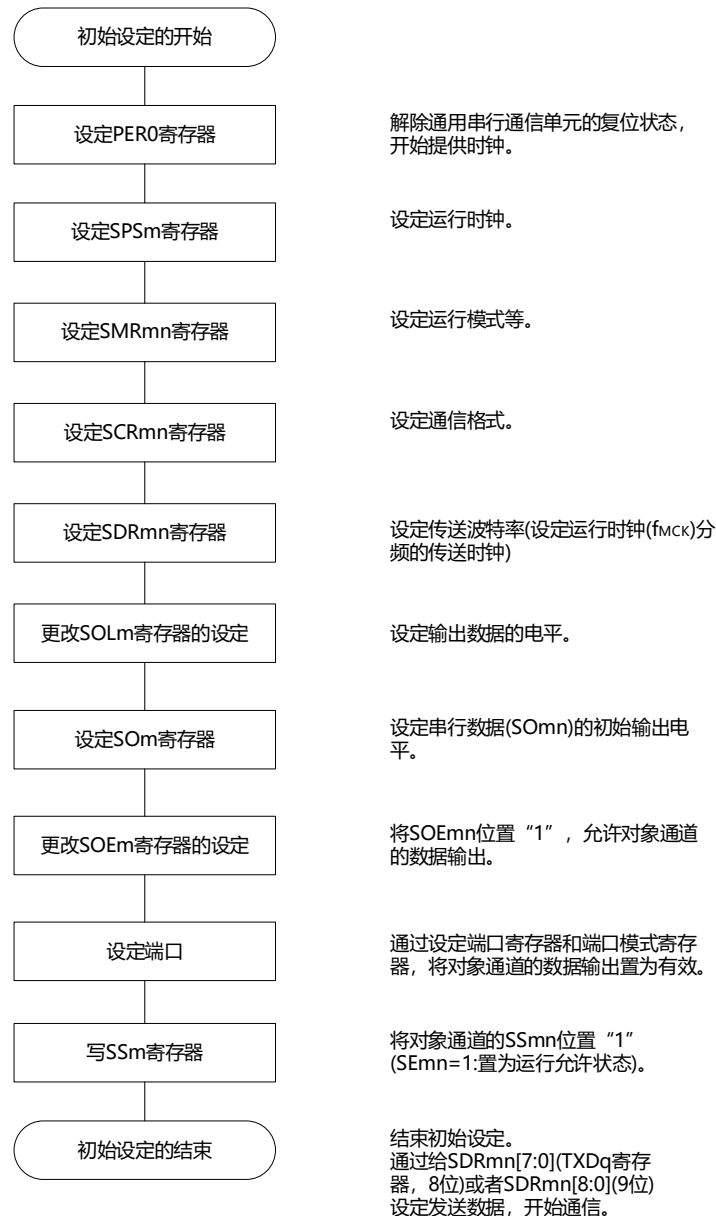 初始设定的开始
设定PER0寄存器
解除通用串行通信单元的复位状态，
开始提供时钟。
设定SPSm寄存器
设定运行时钟。
设定SMRmn寄存器
设定运行模式等。
设定SCRmn寄存器
设定通信格式。
设定SDRmn寄存器
设定传送波特率(设定运行时钟(fMCK)分
频的传送时钟)
更改SOLm寄存器的设定
设定输出数据的电平。
设定SOm寄存器
设定串行数据(SOmn)的初始输出电
平。
更改SOEm寄存器的设定
将SOEmn位置“1”，允许对象通道
的数据输出。
设定端口
通过设定端口寄存器和端口模式寄存
器，将对象通道的数据输出置为有效。
写SSm寄存器
将对象通道的SSmn位置“1”
(SEmn=1:置为运行允许状态)。
初始设定的结束
结束初始设定。
通过给SDRmn[7:0](TXDq寄存
器，8位)或者SDRmn[8:0](9位)
设定发送数据，开始通信。